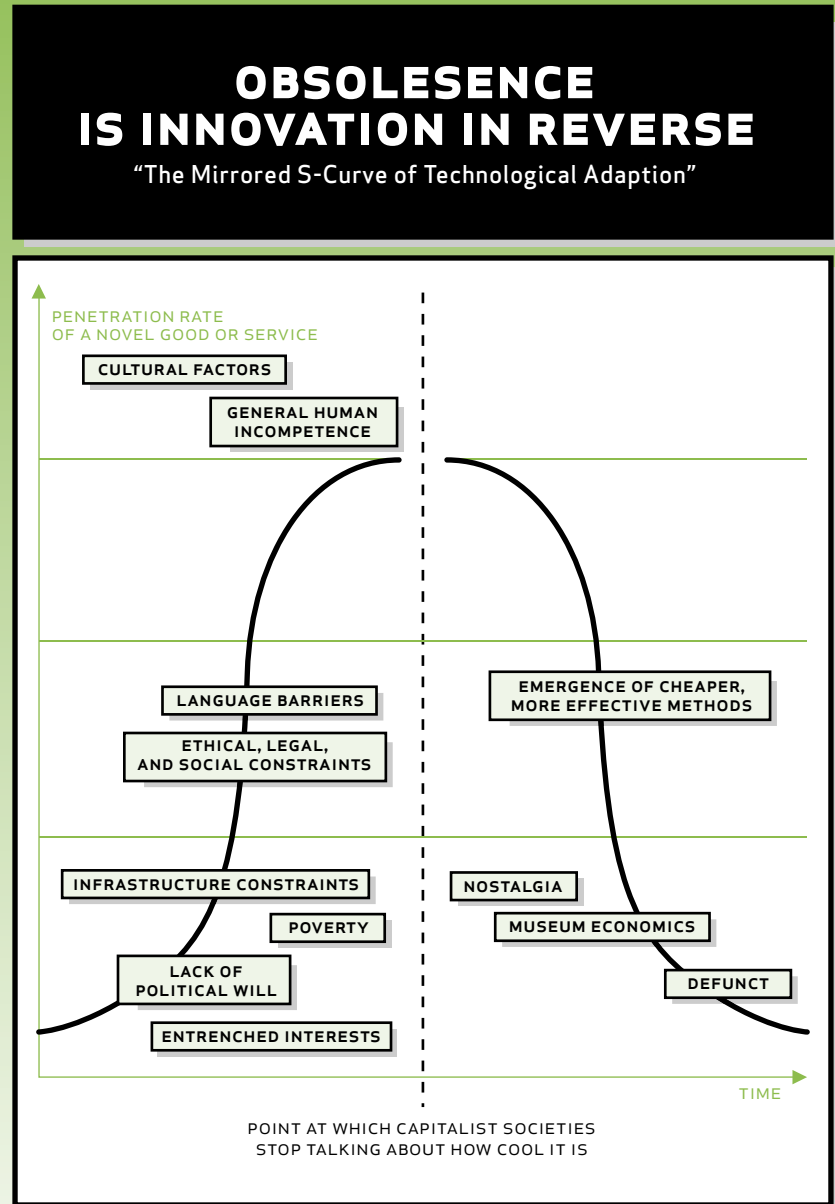 OBSOLESENCE
IS INNOVATION IN REVERSE
“The Mirrored S-Curve of Technological Adaption”
PENETRATION RATE
OF A NOVEL GOOD OR SERVICE
CULTURAL FACTORS
GENERAL HUMAN
INCOMPETENCE
LANGUAGE BARRIERS
ETHICAL, LEGAL,
AND SOCIAL CONSTRAINTS
EMERGENCE OF CHEAPER,
MORE EFFECTIVE METHODS
INFRASTRUCTURE CONSTRAINTS
POVERTY
LACK OF
POLITICAL WILL
ENTRENCHED INTERESTS
NOSTALGIA
MUSEUM ECONOMICS
DEFUNCT
TIME
POINT AT WHICH CAPITALIST SOCIETIES
STOP TALKING ABOUT HOW COOL IT IS